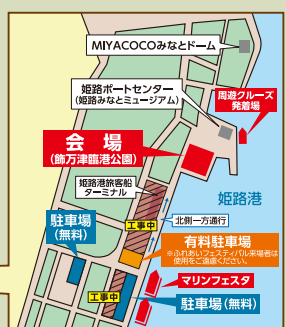 MIYACOCOみなとドーム
姫路ポートセンター
(姫路みなとミュージアム)
周遊クルーズ
発着場
会場
(飾万津臨港公園)
姫路港旅客船
ターミナル
姫路港
駐車場
(無料)
工事中
北側一方通行
有料駐車場
※ふれあいフェスティバル来場者は
使用をご遠慮ください。
マリンフェスタ
工事中
駐車場(無料)